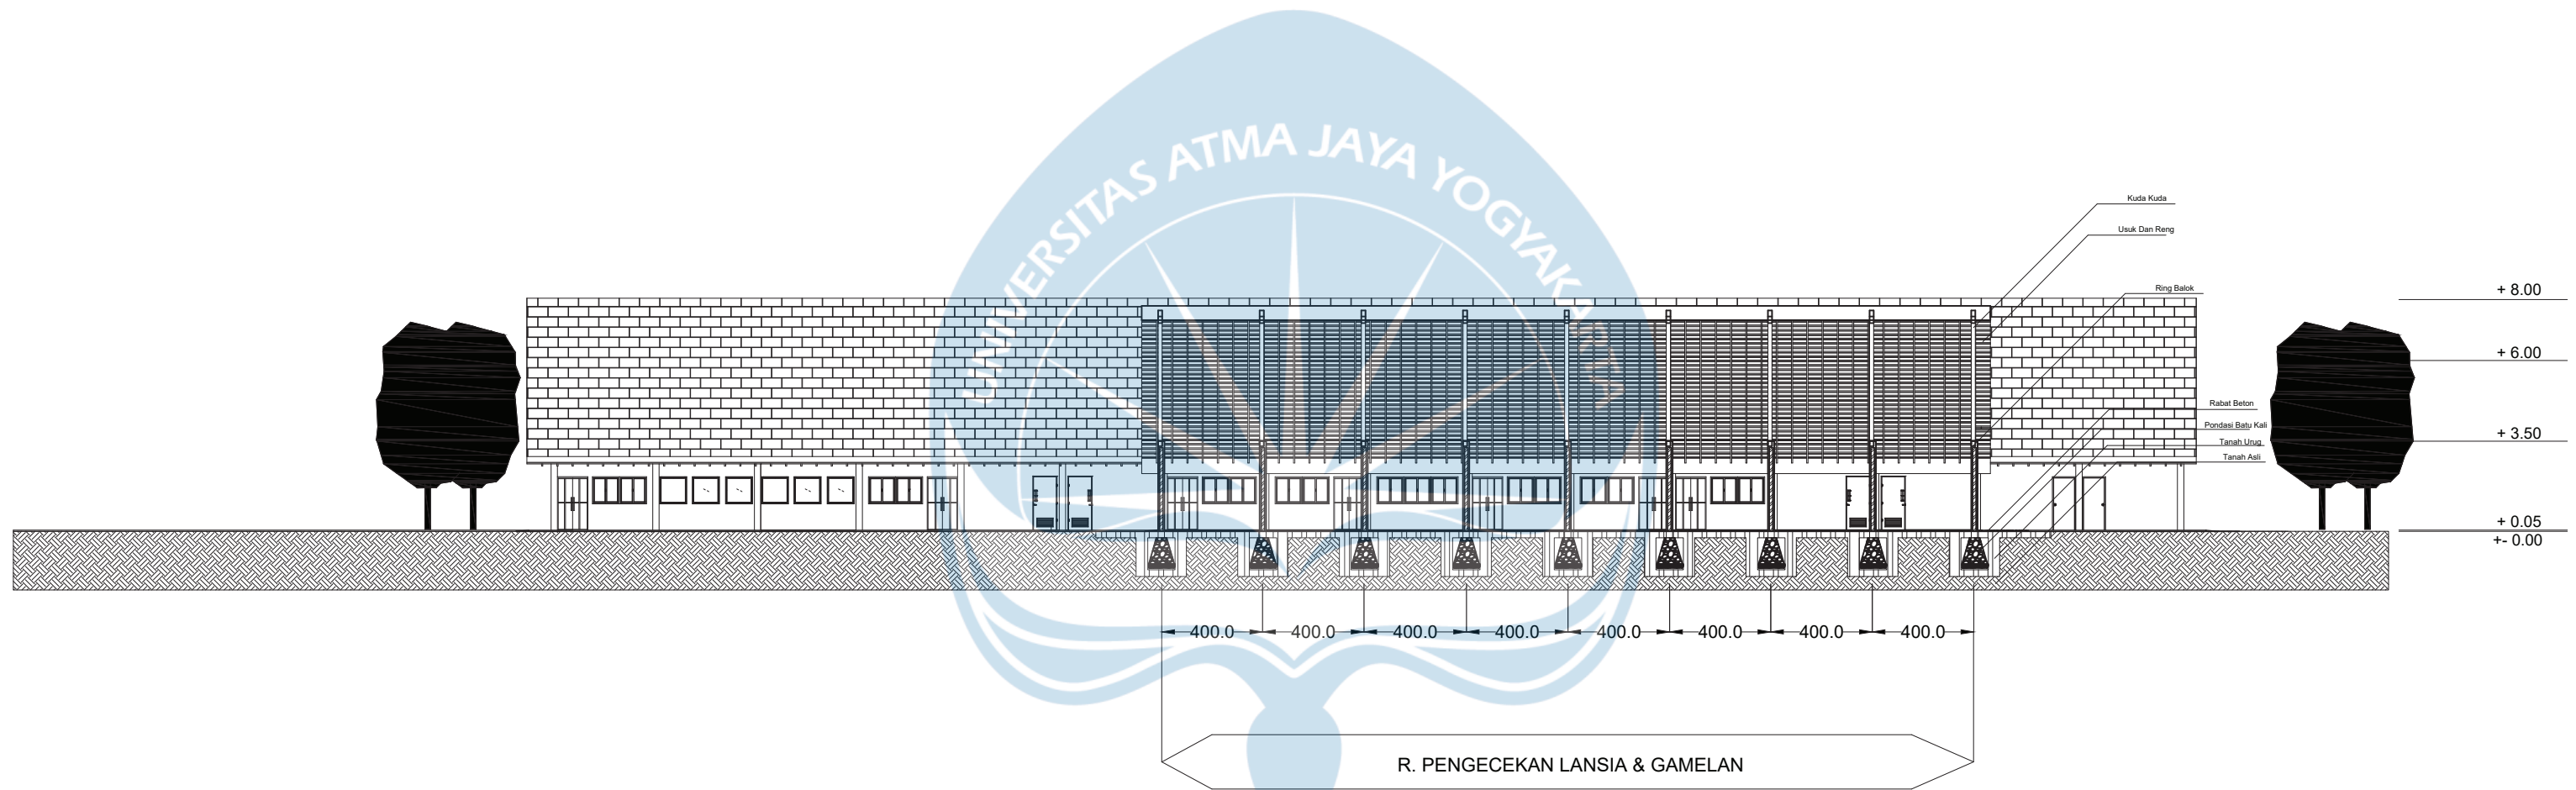 UNIVERSITAS ATMA JAYA YOGYAKARTA
Kuda Kuda
Usuk Dan Reng
Ring Balok
+ 8.00
+ 6.00
Rabat Beton
Pondasi Batu Kali
+ 3.50
Tanah Urug
Tanah Asli
+ 0.05
+- 0.00
400.0 400.0 400.0 400.0 400.0 400.0 400.0 400.0
R. PENGECEKAN LANSIA & GAMELAN